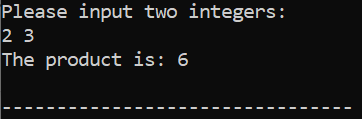 Please input two integers:
2 3
The product is: 6
--------------------------------